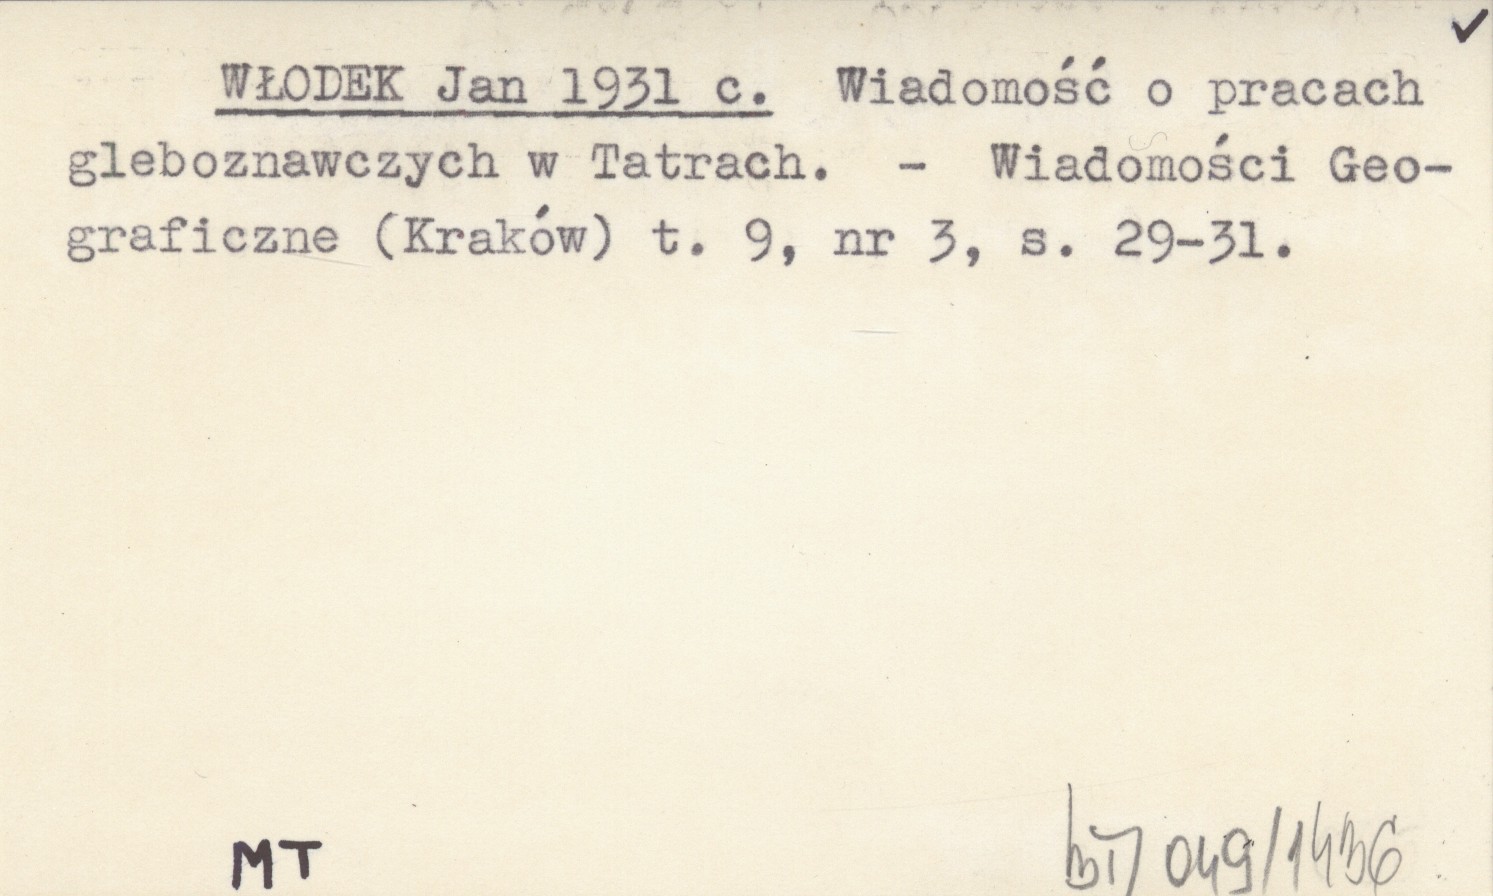 WŁODEK Jan 1931 c. Wiadomość o pracach
gleboznawczych w Tatrach. - Wiadomości Geo-
graficzne (Kraków) t. 9, nr 3, s. 29-31.
MT 049/1436